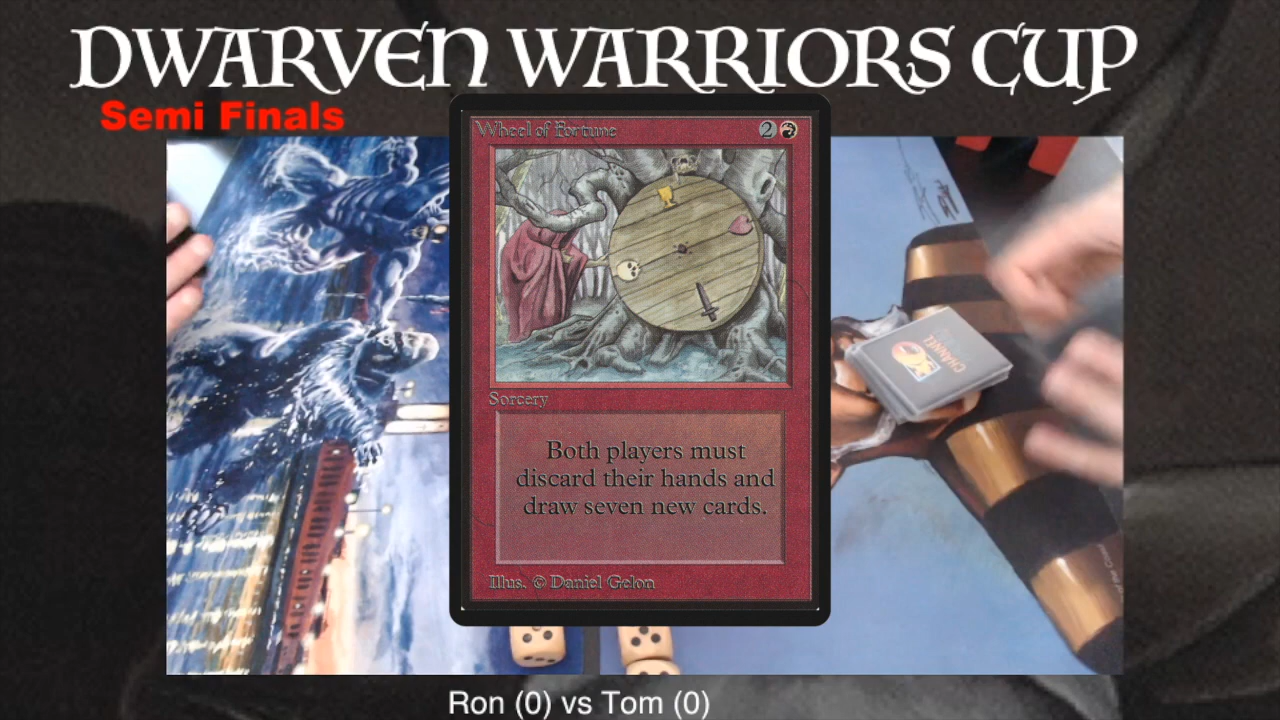 DWARVEN WARRIORS CUP
Semi Finals
Wheel of Fortune 2
Sorcery
Both players must
discard their hands and
draw seven new cards.
Illus. © Daniel Gelon
CHANNEL
Ron (0) vs Tom (0)